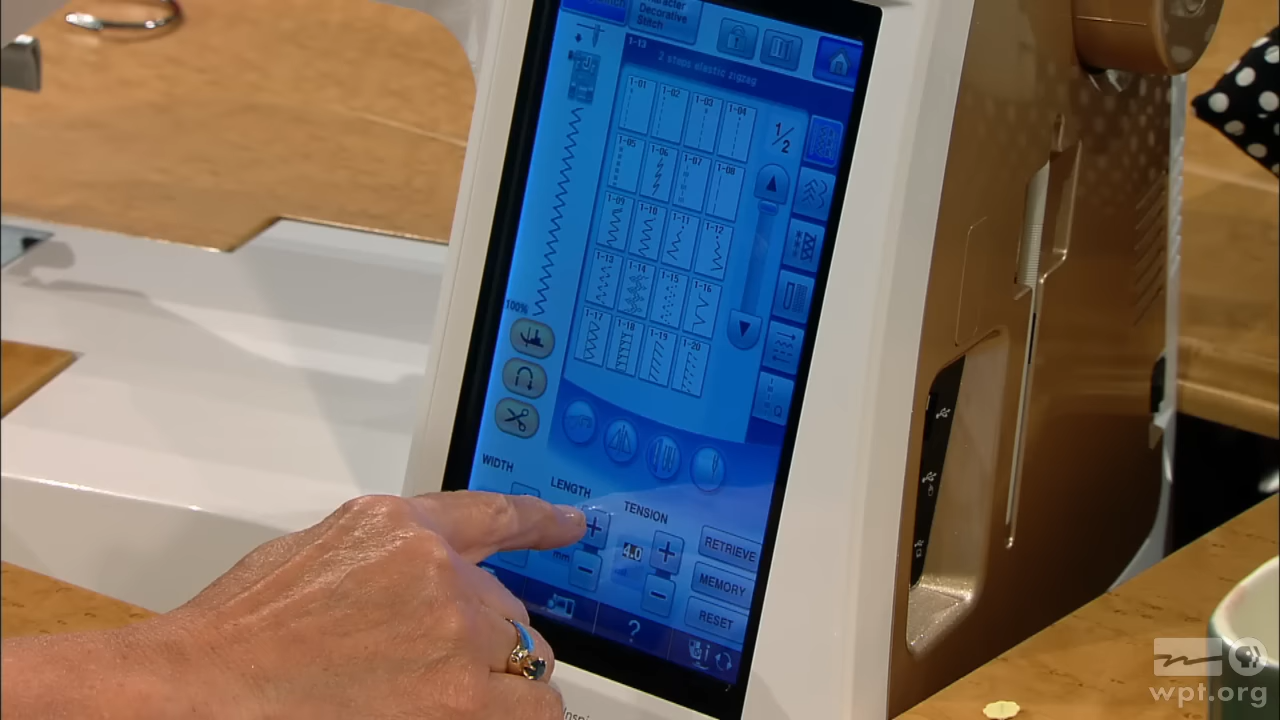 Character
Decorative
Stitch
1-13
2 steps elastic zigzag
1-01
1-02
1-03
1-04
1/2
1-05
1-06
1-07
1-08
1-09
1-10
1-11
1-12
1-13
1-14
1-15
1-16
1-17
1-18
1-19
1-20
100%
Q
WIDTH
LENGTH
TENSION
+
mm
−
4.0
+
−
RETRIEVE
MEMORY
RESET
?
PBS
wpt.org